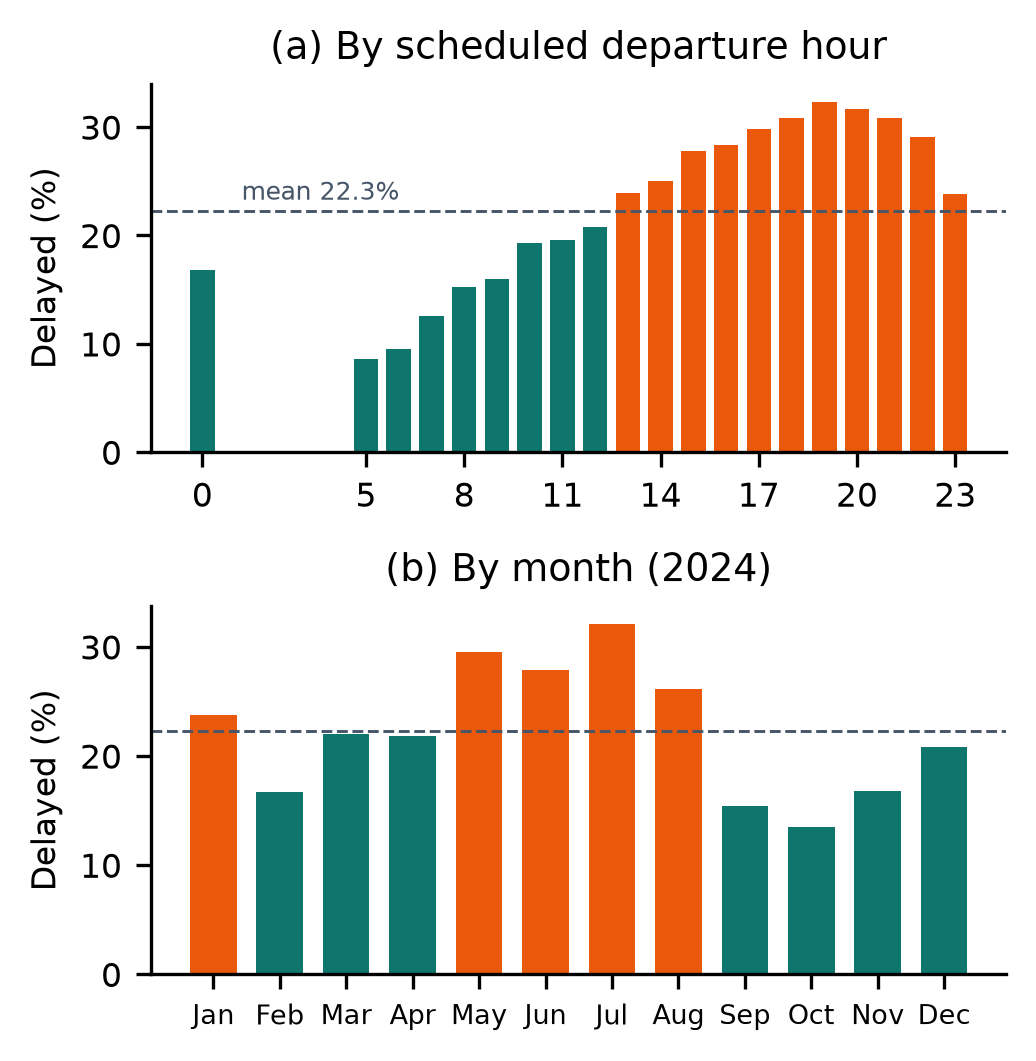 (a) By scheduled departure hour
Delayed (%)
30
20
10
0
mean 22.3%
0 5 8 11 14 17 20 23
(b) By month (2024)
Delayed (%)
30
20
10
0
Jan Feb Mar Apr May Jun Jul Aug Sep Oct Nov Dec